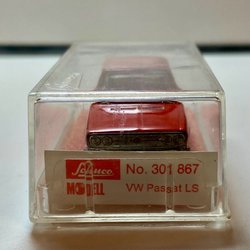 Schuco No. 301 867
MODELL VW Passat LS